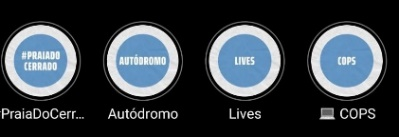 #PRAIADO
CERRADO
AUTÓDROMO
LIVES
COPS
PraiaDoCerr...
Autódromo
Lives
💻 COPS